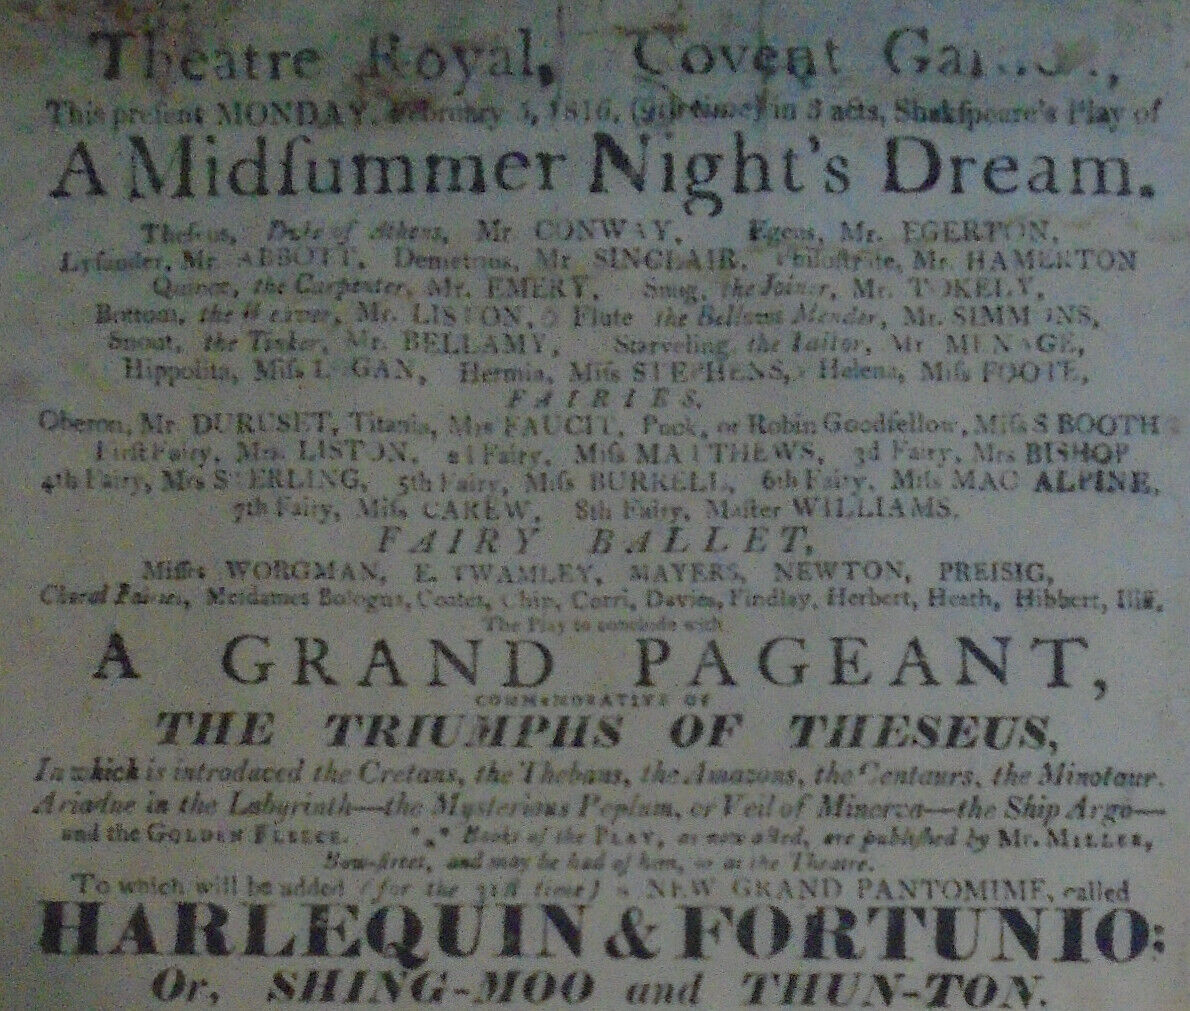 Theatre Royal, Covent
This present MONDAY, February 5, 1816, (9th time) in 3 acts, Shakspeare's Play of
A Midſummer Night's Dream.
Theſeus, Duke of Athens, Mr CONWAY, Egeus, Mr. EGERTON,
Lyſander, Mr ABBOTT, Demetrius, Mr SINCLAIR, Philoſtrate, Mr. HAMERTON
Quince, the Carpenter, Mr. EMERY, Snug, the Joiner, Mr. TOKELY,
Bottom, the Weaver, Mr. LISTON, Flute the Bellows Mender, Mr. SIMMONS,
Snout, the Tinker, Mr. BELLAMY, Starveling, the Tailor, Mr MENAGE,
Hippolita, Miſs LOGAN, Hermia, Miſs STEPHENS, Helena, Miſs FOOTE,
FAIRIES.
Oberon, Mr. DURUSET, Titania, Mrs FAUCIT, Puck, or Robin Goodfellow, Miſs S BOOTH
Firſt Fairy, Mrs. LISTON, 2d Fairy, Miſs MATTHEWS, 3d Fairy, Mrs BISHOP
4th Fairy, Mrs STERLING, 5th Fairy, Miſs BURRELL, 6th Fairy, Miſs MAC ALPINE,
7th Fairy, Miſs CAREW, 8th Fairy, Maſter WILLIAMS.
FAIRY BALLET,
Miſſes WORGMAN, E. TWAMLEY, MAYERS, NEWTON, PREISIG,
Choral Fairies, Mesdames Bologna, Coates, Chip, Corri, Davies, Findlay, Herbert, Heath, Hibbert, Iliff,
The Play to conclude with
A GRAND PAGEANT,
COMMEMORATIVE OF
THE TRIUMPHS OF THESEUS,
In which is introduced the Cretans, the Thebans, the Amazons, the Centaurs, the Minotaur.
Ariadne in the Labyrinth—the Mysterious Peplum, or Veil of Minerva—the Ship Argo—
and the GOLDEN FLEECE. *.* Books of the PLAY, as now acted, are publiſhed by Mr. MILLER,
Bow-ſtreet, and may be had of him, or at the Theatre.
To which will be added (for the 31ſt time) a NEW GRAND PANTOMIME, called
HARLEQUIN & FORTUNIO:
Or, SHING-MOO and THUN-TON.